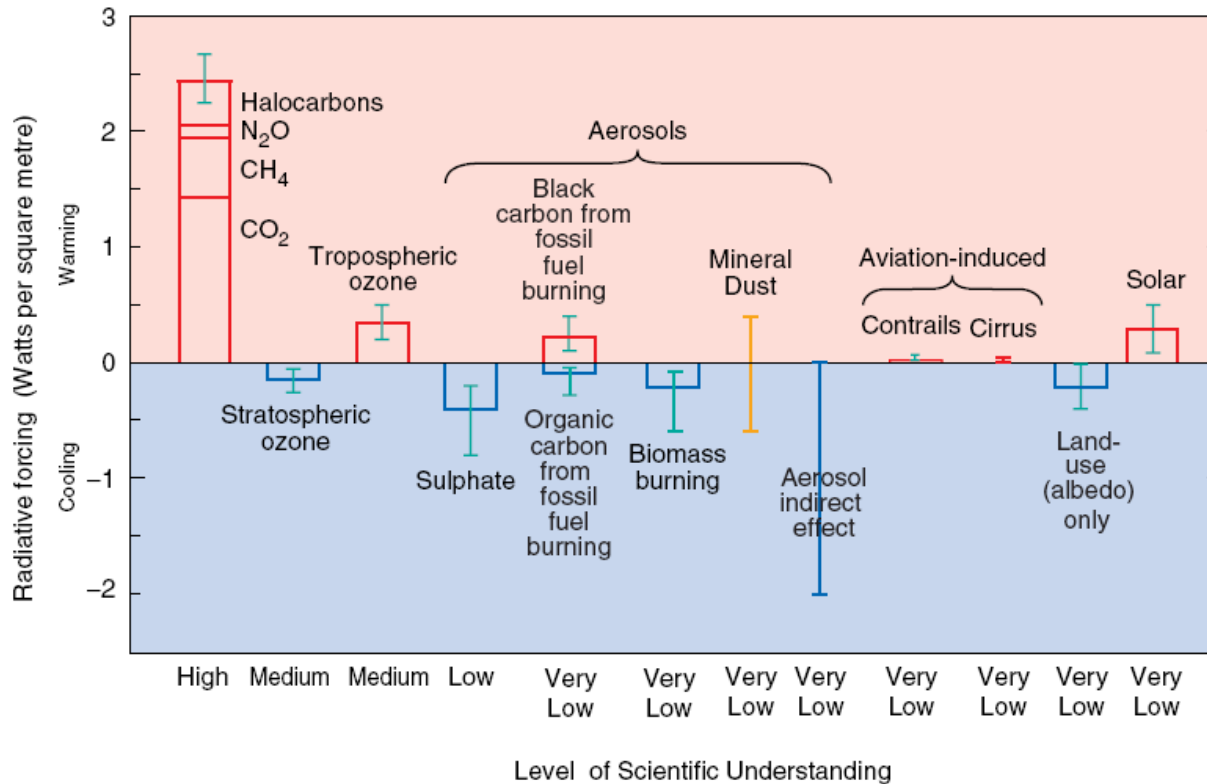 Radiative forcing (Watts per square metre)
Warming
Cooling
3
2
1
0
–1
–2
Halocarbons
N₂O
CH₄
CO₂
Stratospheric
ozone
Tropospheric
ozone
Aerosols
Sulphate
Black
carbon from
fossil
fuel
burning
Organic
carbon
from
fossil
fuel
burning
Biomass
burning
Mineral
Dust
Aerosol
indirect
effect
Aviation-induced
Contrails
Cirrus
Land-
use
(albedo)
only
Solar
High
Medium
Medium
Low
Very
Low
Very
Low
Very
Low
Very
Low
Very
Low
Very
Low
Very
Low
Very
Low
Level of Scientific Understanding